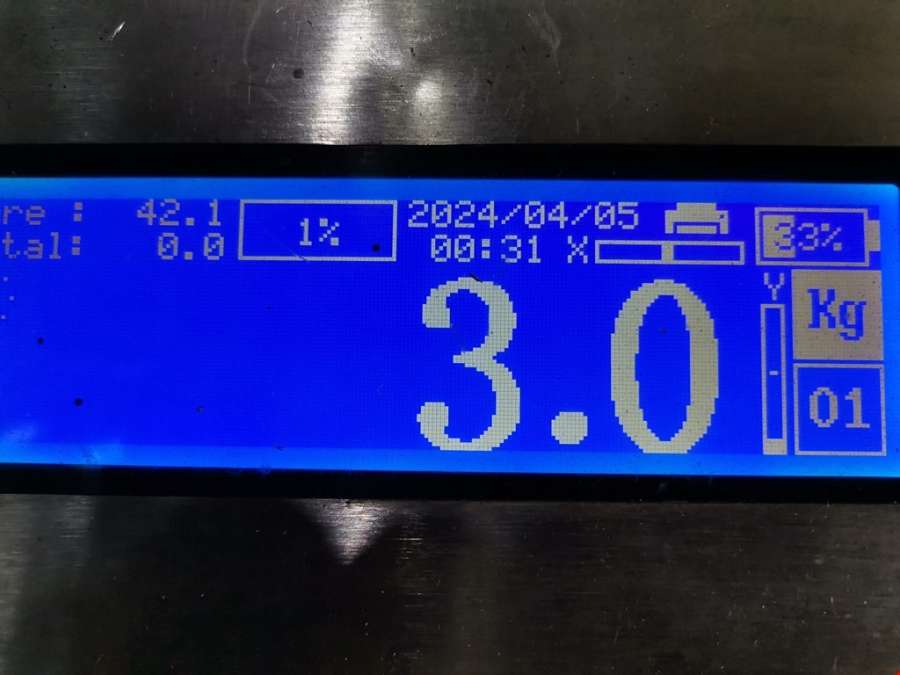 re : 42.1 1% 2024/04/05 33%
tal: 0.0 00:31 X
3.0 Y Kg
01